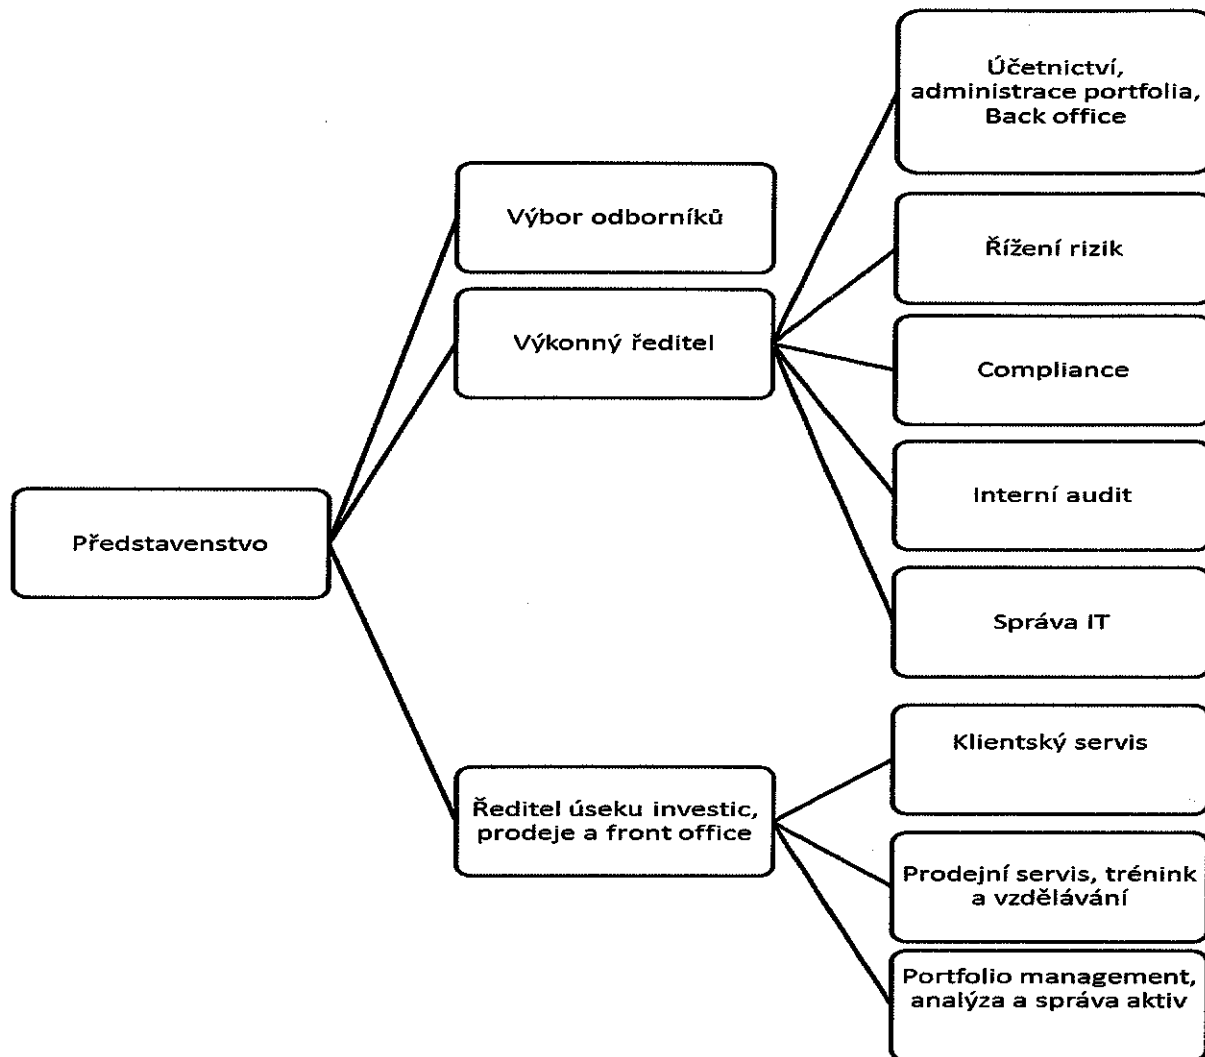 Účetnictví,
administrace portfolia,
Back office
Výbor odborníků
Řížení rizik
Výkonný ředitel
Compliance
Interní audit
Představenstvo
Správa IT
Klientský servis
Ředitel úseku investic,
prodeje a front office
Prodejní servis, trénink
a vzdělávání
Portfolio management,
analýza a správa aktiv